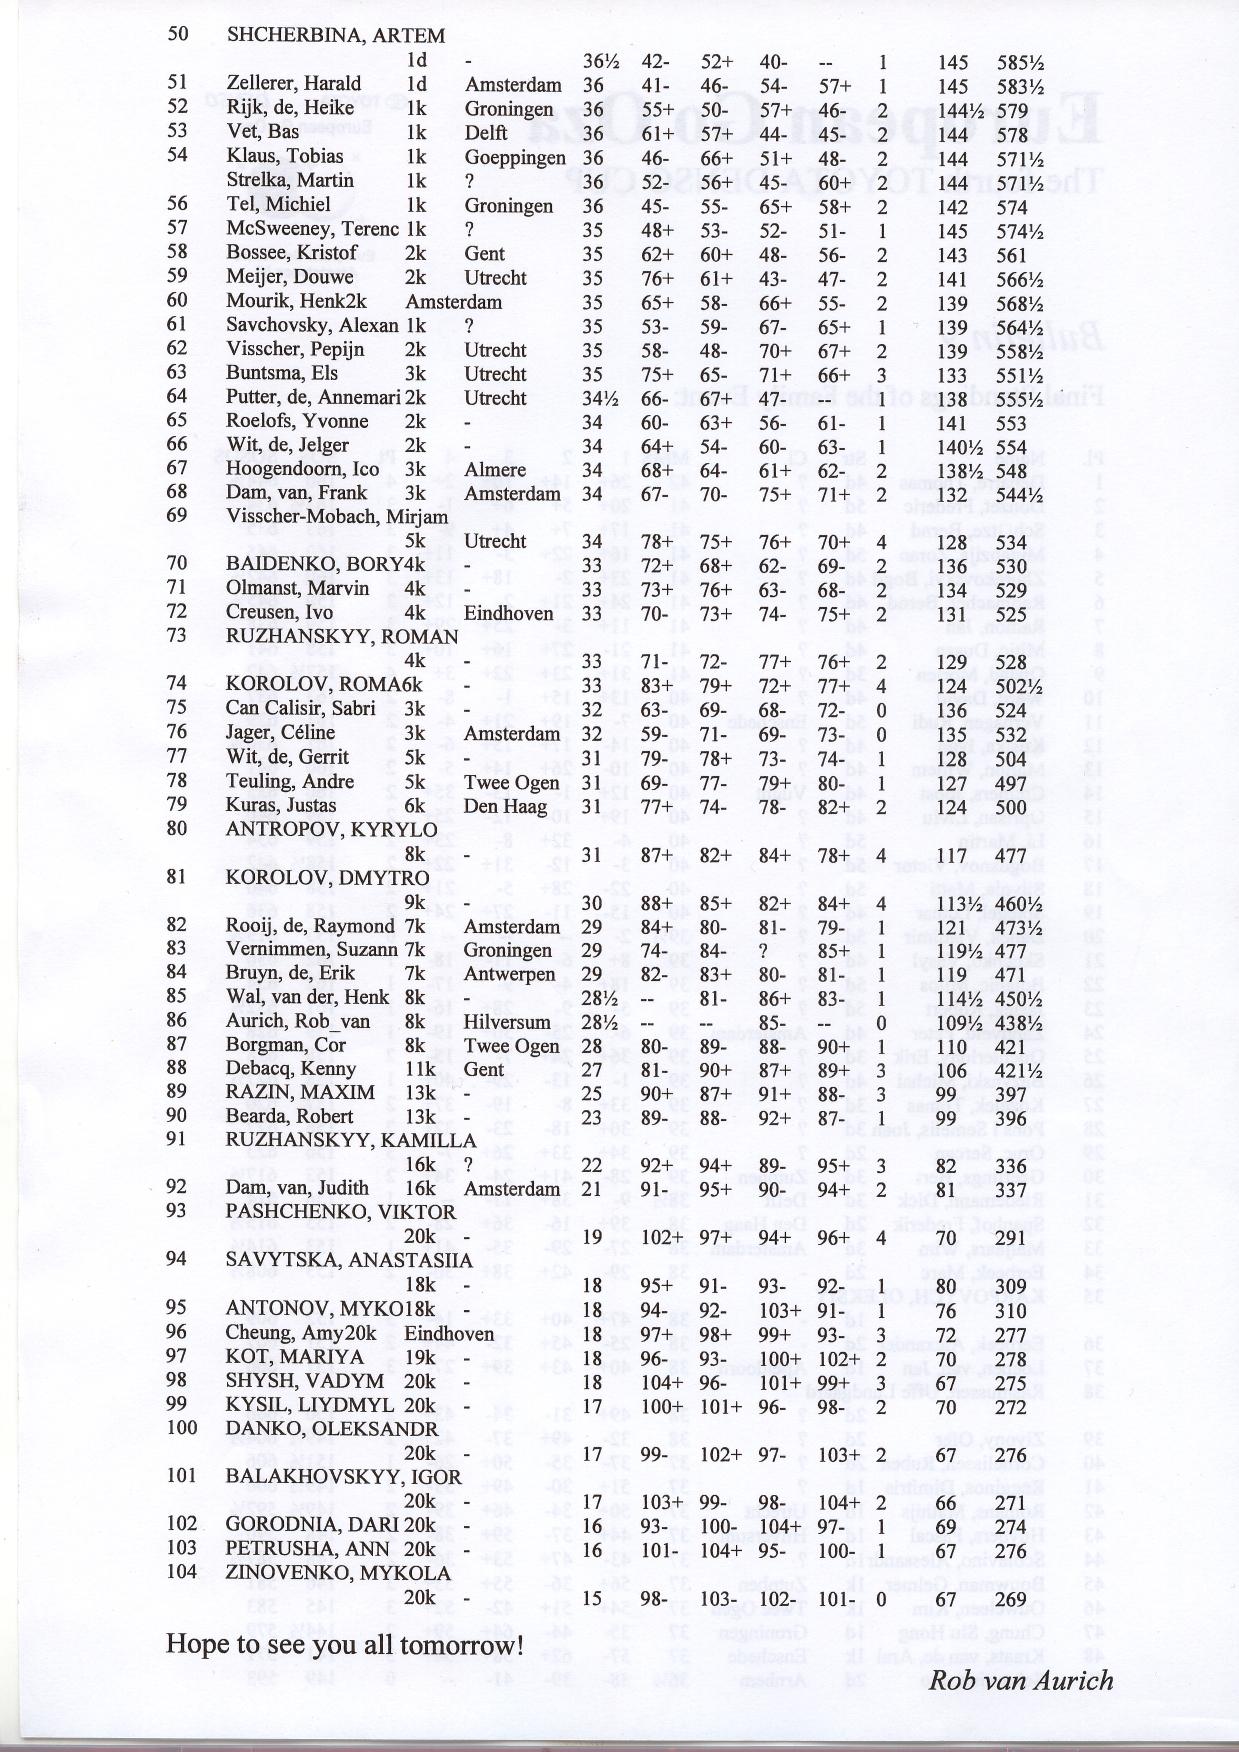 50 SHCHERBINA, ARTEM
1d - 36½ 42- 52+ 40- -- 1 145 585½
51 Zellerer, Harald 1d Amsterdam 36 41- 46- 54- 57+ 1 145 583½
52 Rijk, de, Heike 1k Groningen 36 55+ 50- 57+ 46- 2 144½ 579
53 Vet, Bas 1k Delft 36 61+ 57+ 44- 45- 2 144 578
54 Klaus, Tobias 1k Goeppingen 36 46- 66+ 51+ 48- 2 144 571½
Strelka, Martin 1k ? 36 52- 56+ 45- 60+ 2 144 571½
56 Tel, Michiel 1k Groningen 36 45- 55- 65+ 58+ 2 142 574
57 McSweeney, Terenc 1k ? 35 48+ 53- 52- 51- 1 145 574½
58 Bossee, Kristof 2k Gent 35 62+ 60+ 48- 56- 2 143 561
59 Meijer, Douwe 2k Utrecht 35 76+ 61+ 43- 47- 2 141 566½
60 Mourik, Henk2k Amsterdam 35 65+ 58- 66+ 55- 2 139 568½
61 Savchovsky, Alexan 1k ? 35 53- 59- 67- 65+ 1 139 564½
62 Visscher, Pepijn 2k Utrecht 35 58- 48- 70+ 67+ 2 139 558½
63 Buntsma, Els 3k Utrecht 35 75+ 65- 71+ 66+ 3 133 551½
64 Putter, de, Annemari 2k Utrecht 34½ 66- 67+ 47- -- 1 138 555½
65 Roelofs, Yvonne 2k - 34 60- 63+ 56- 61- 1 141 553
66 Wit, de, Jelger 2k - 34 64+ 54- 60- 63- 1 140½ 554
67 Hoogendoorn, Ico 3k Almere 34 68+ 64- 61+ 62- 2 138½ 548
68 Dam, van, Frank 3k Amsterdam 34 67- 70- 75+ 71+ 2 132 544½
69 Visscher-Mobach, Mirjam
5k Utrecht 34 78+ 75+ 76+ 70+ 4 128 534
70 BAIDENKO, BORY4k - 33 72+ 68+ 62- 69- 2 136 530
71 Olmanst, Marvin 4k - 33 73+ 76+ 63- 68- 2 134 529
72 Creusen, Ivo 4k Eindhoven 33 70- 73+ 74- 75+ 2 131 525
73 RUZHANSKYY, ROMAN
4k - 33 71- 72- 77+ 76+ 2 129 528
74 KOROLOV, ROMA6k - 33 83+ 79+ 72+ 77+ 4 124 502½
75 Can Calisir, Sabri 3k - 32 63- 69- 68- 72- 0 136 524
76 Jager, Céline 3k Amsterdam 32 59- 71- 69- 73- 0 135 532
77 Wit, de, Gerrit 5k - 31 79- 78+ 73- 74- 1 128 504
78 Teuling, Andre 5k Twee Ogen 31 69- 77- 79+ 80- 1 127 497
79 Kuras, Justas 6k Den Haag 31 77+ 74- 78- 82+ 2 124 500
80 ANTROPOV, KYRYLO
8k - 31 87+ 82+ 84+ 78+ 4 117 477
81 KOROLOV, DMYTRO
9k - 30 88+ 85+ 82+ 84+ 4 113½ 460½
82 Rooij, de, Raymond 7k Amsterdam 29 84+ 80- 81- 79- 1 121 473½
83 Vernimmen, Suzann 7k Groningen 29 74- 84- ? 85+ 1 119½ 477
84 Bruyn, de, Erik 7k Antwerpen 29 82- 83+ 80- 81- 1 119 471
85 Wal, van der, Henk 8k - 28½ -- 81- 86+ 83- 1 114½ 450½
86 Aurich, Rob_van 8k Hilversum 28½ -- -- 85- -- 0 109½ 438½
87 Borgman, Cor 8k Twee Ogen 28 80- 89- 88- 90+ 1 110 421
88 Debacq, Kenny 11k Gent 27 81- 90+ 87+ 89+ 3 106 421½
89 RAZIN, MAXIM 13k - 25 90+ 87+ 91+ 88- 3 99 397
90 Bearda, Robert 13k - 23 89- 88- 92+ 87- 1 99 396
91 RUZHANSKYY, KAMILLA
16k ? 22 92+ 94+ 89- 95+ 3 82 336
92 Dam, van, Judith 16k Amsterdam 21 91- 95+ 90- 94+ 2 81 337
93 PASHCHENKO, VIKTOR
20k - 19 102+ 97+ 94+ 96+ 4 70 291
94 SAVYTSKA, ANASTASIIA
18k - 18 95+ 91- 93- 92- 1 80 309
95 ANTONOV, MYKO18k - 18 94- 92- 103+ 91- 1 76 310
96 Cheung, Amy20k Eindhoven 18 97+ 98+ 99+ 93- 3 72 277
97 KOT, MARIYA 19k - 18 96- 93- 100+ 102+ 2 70 278
98 SHYSH, VADYM 20k - 18 104+ 96- 101+ 99+ 3 67 275
99 KYSIL, LIYDMYL 20k - 17 100+ 101+ 96- 98- 2 70 272
100 DANKO, OLEKSANDR
20k - 17 99- 102+ 97- 103+ 2 67 276
101 BALAKHOVSKYY, IGOR
20k - 17 103+ 99- 98- 104+ 2 66 271
102 GORODNIA, DARI 20k - 16 93- 100- 104+ 97- 1 69 274
103 PETRUSHA, ANN 20k - 16 101- 104+ 95- 100- 1 67 276
104 ZINOVENKO, MYKOLA
20k - 15 98- 103- 102- 101- 0 67 269
Hope to see you all tomorrow!
Rob van Aurich